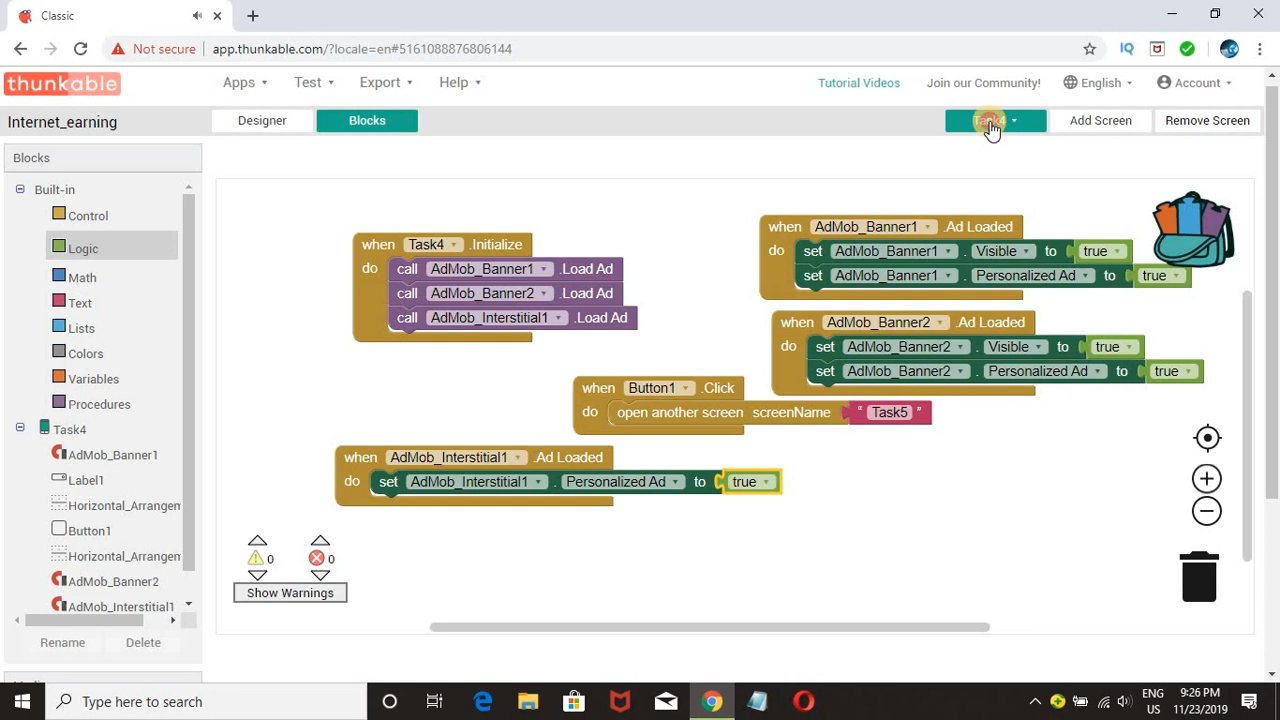 Classic
Not secure app.thunkable.com/?locale=en#5161088876806144
thunkable Apps Test Export Help Tutorial Videos Join our Community! English Account
Internet_earning Designer Blocks Task4 Add Screen Remove Screen
Blocks
Built-in
Control
Logic
Math
Text
Lists
Colors
Variables
Procedures
Task4
AdMob_Banner1
Label1
Horizontal_Arrangem
Button1
Horizontal_Arrangem
AdMob_Banner2
AdMob_Interstitial1
Rename Delete
when Task4 .Initialize
do call AdMob_Banner1 .Load Ad
call AdMob_Banner2 .Load Ad
call AdMob_Interstitial1 .Load Ad
when AdMob_Banner1 .Ad Loaded
do set AdMob_Banner1 . Visible to true
set AdMob_Banner1 . Personalized Ad to true
when AdMob_Banner2 .Ad Loaded
do set AdMob_Banner2 . Visible to true
set AdMob_Banner2 . Personalized Ad to true
when Button1 .Click
do open another screen screenName " Task5 "
when AdMob_Interstitial1 .Ad Loaded
do set AdMob_Interstitial1 . Personalized Ad to true
0 0
Show Warnings
Type here to search
ENG 9:26 PM
US 11/23/2019